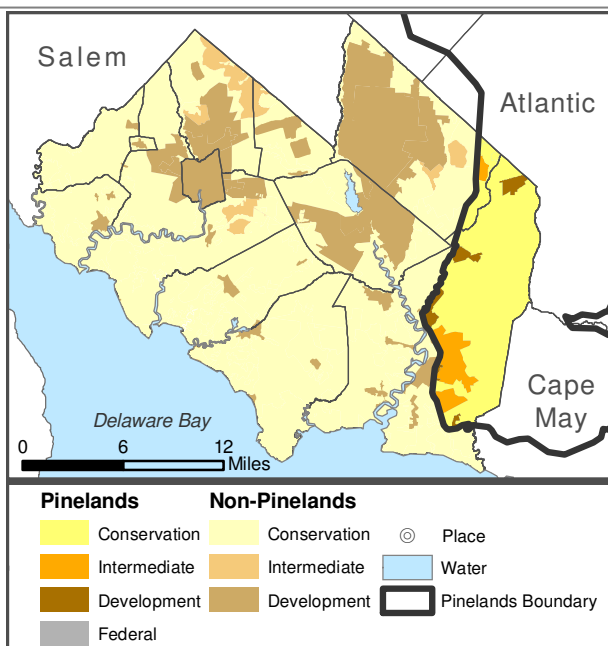 Salem
Atlantic
Cape
May
Delaware Bay
0 6 12
Miles
Pinelands Non-Pinelands
Conservation Conservation Place
Intermediate Intermediate Water
Development Development Pinelands Boundary
Federal